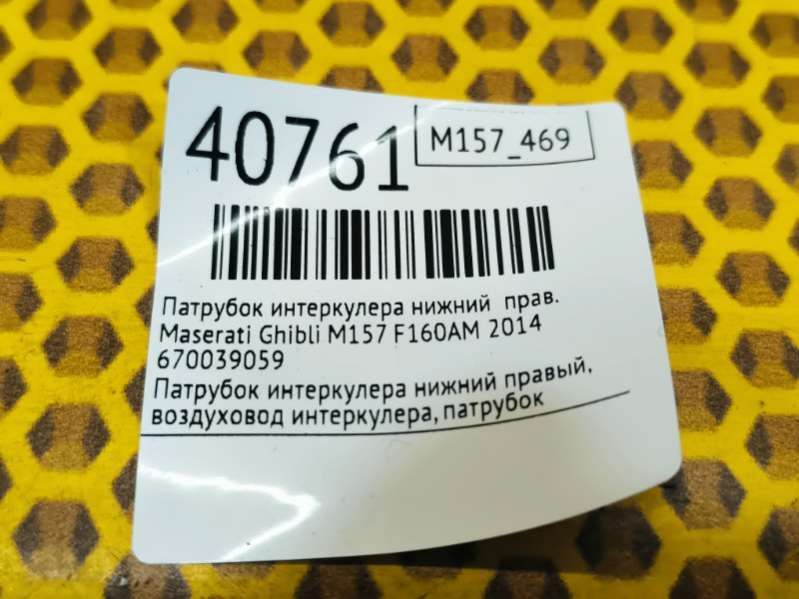 40761
M157_469
Патрубок интеркулера нижний прав.
Maserati Ghibli M157 F160AM 2014
670039059
Патрубок интеркулера нижний правый,
воздуховод интеркулера, патрубок